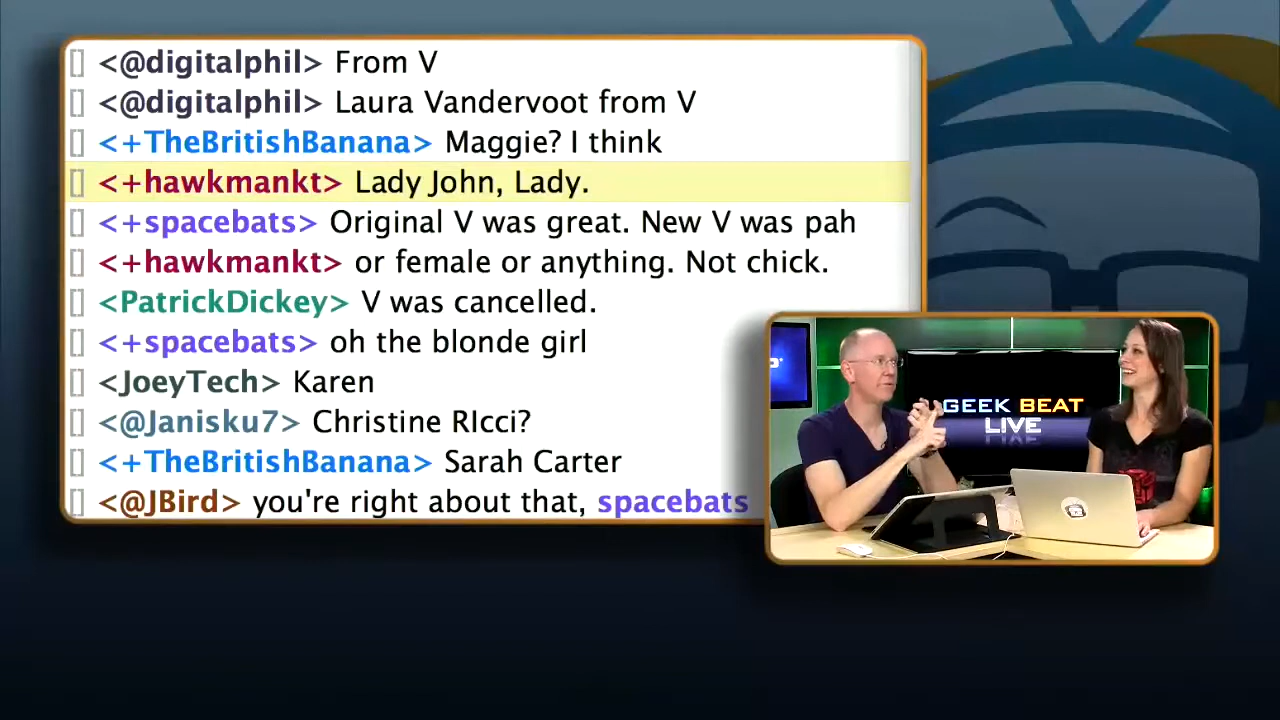 [] <@digitalphil> From V
[] <@digitalphil> Laura Vandervoot from V
[] <+TheBritishBanana> Maggie? I think
[] <+hawkmankt> Lady John, Lady.
[] <+spacebats> Original V was great. New V was pah
[] <+hawkmankt> or female or anything. Not chick.
[] <PatrickDickey> V was cancelled.
[] <+spacebats> oh the blonde girl
[] <JoeyTech> Karen
[] <@Janisku7> Christine RIcci?
[] <+TheBritishBanana> Sarah Carter
[] <@JBird> you're right about that, spacebats
GEEK BEAT
LIVE